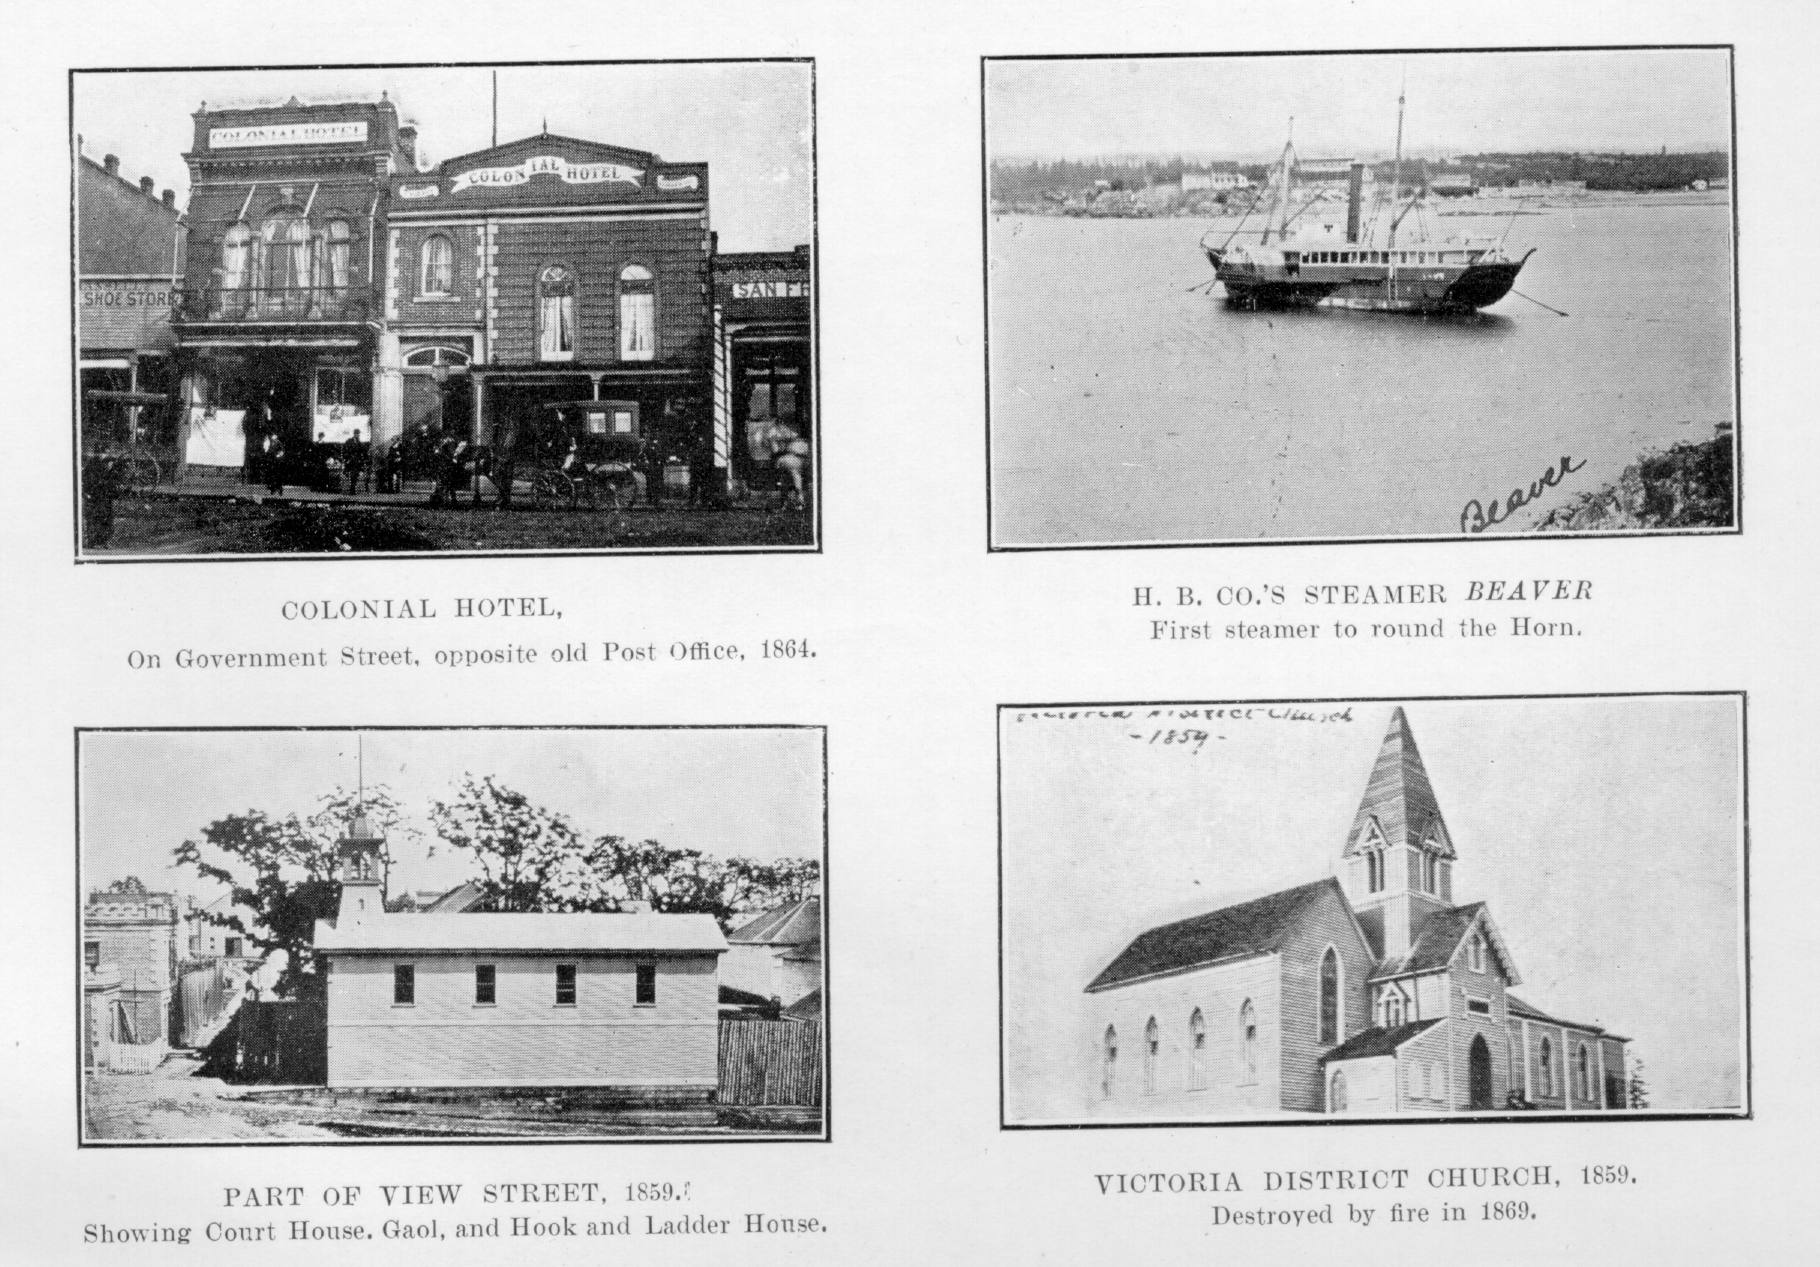 COLONIAL HOTEL
COLONIAL HOTEL
SHOE STORE
SAN FE
COLONIAL HOTEL,
On Government Street, opposite old Post Office, 1864.
Beaver
H. B. CO.'S STEAMER BEAVER
First steamer to round the Horn.
PART OF VIEW STREET, 1859.
Showing Court House. Gaol, and Hook and Ladder House.
Victoria District Church
-1859-
VICTORIA DISTRICT CHURCH, 1859.
Destroyed by fire in 1869.